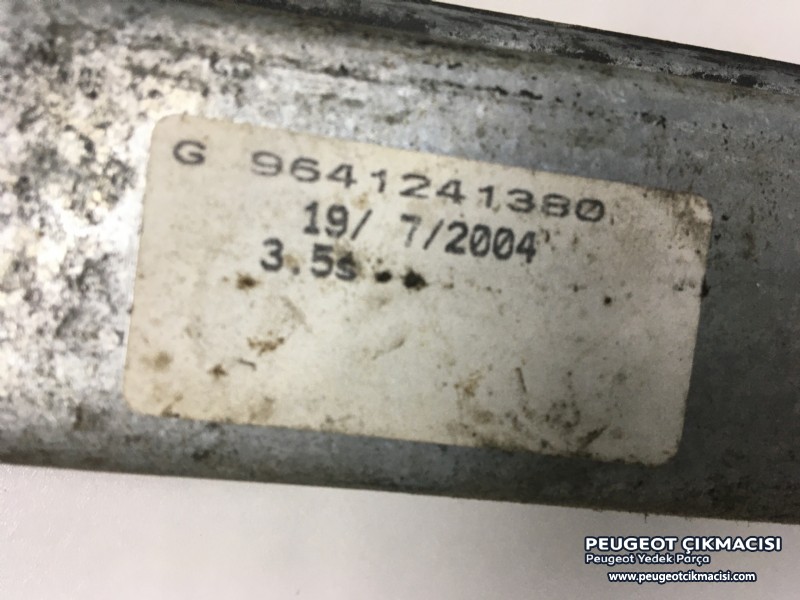 G 9641241380
19/ 7/2004
3.5s
PEUGEOT ÇIKMACISI
Peugeot Yedek Parça
www.peugeotcikmacisi.com